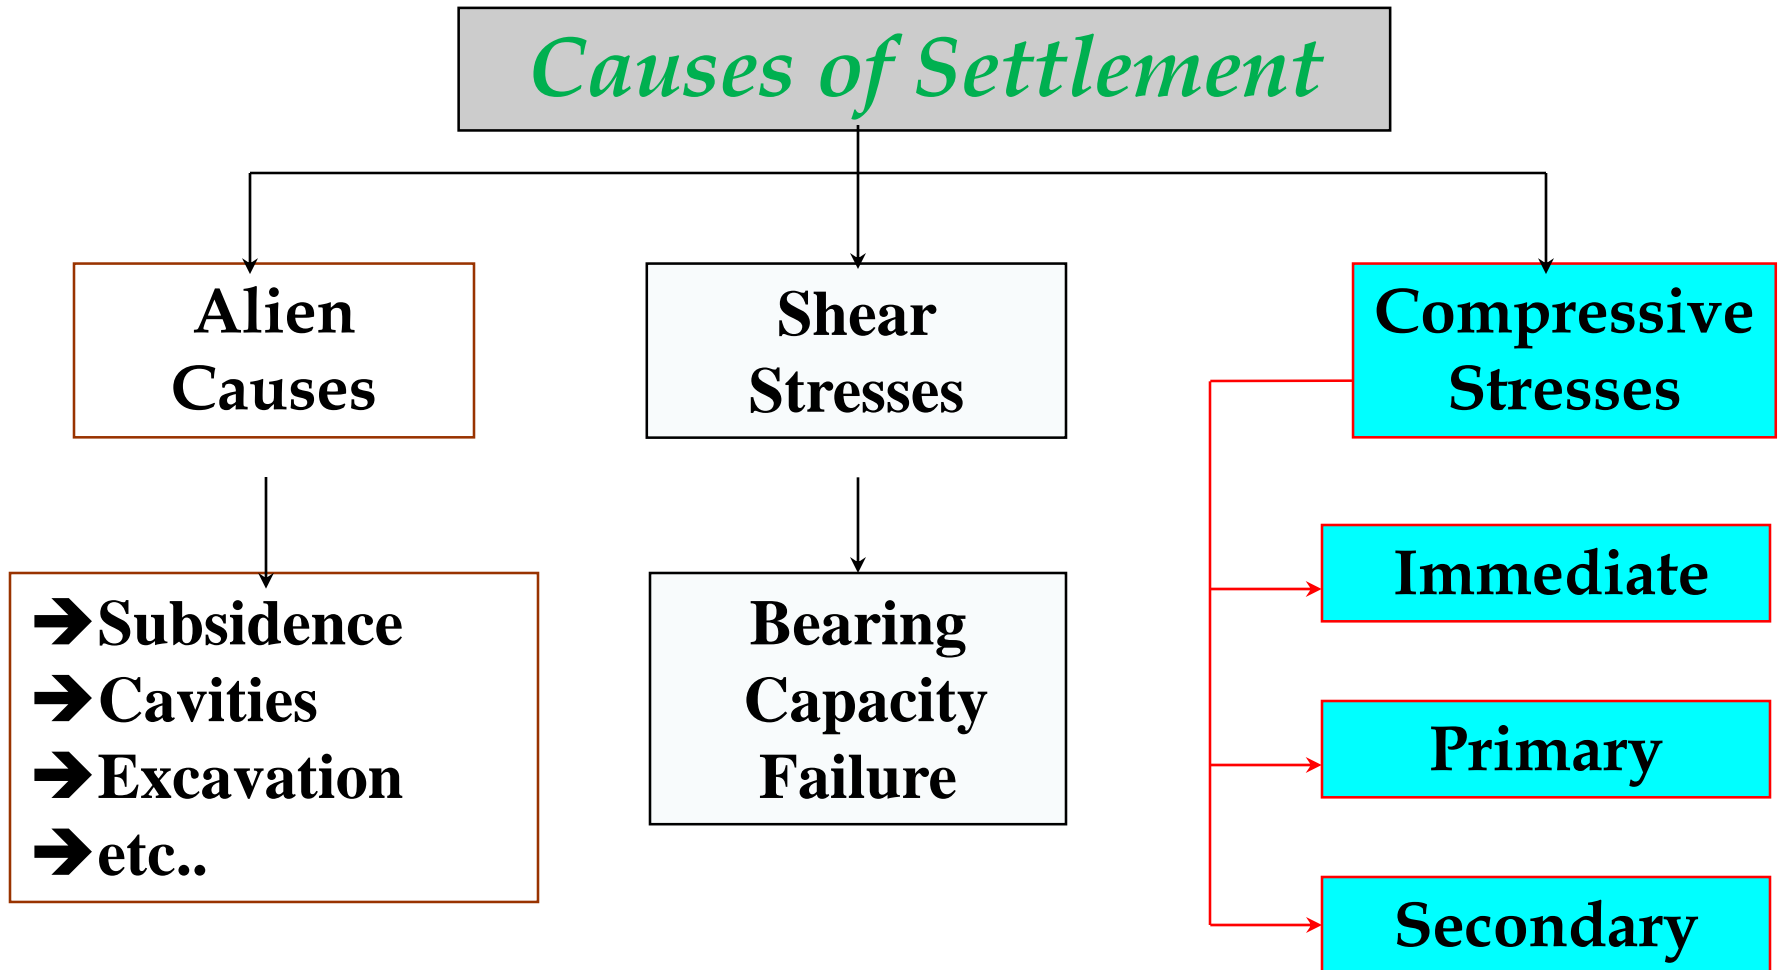 Causes of Settlement
Alien
Causes
Shear
Stresses
Compressive
Stresses
➔Subsidence
➔Cavities
➔Excavation
➔etc..
Bearing
Capacity
Failure
Immediate
Primary
Secondary